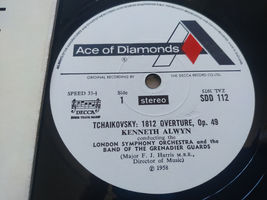 Ace of Diamonds
ORIGINAL RECORDING BY
THE DECCA RECORD CO LTD.
SPEED 33⅓
Side
1
stereo
ZAL. 3975
SDD 112
DECCA
TCHAIKOVSKY: 1812 OVERTURE, Op. 49
KENNETH ALWYN
conducting the
LONDON SYMPHONY ORCHESTRA and the
BAND OF THE GRENADIER GUARDS
(Major F. J. Harris M.B.E.,
Director of Music)
℗ 1958